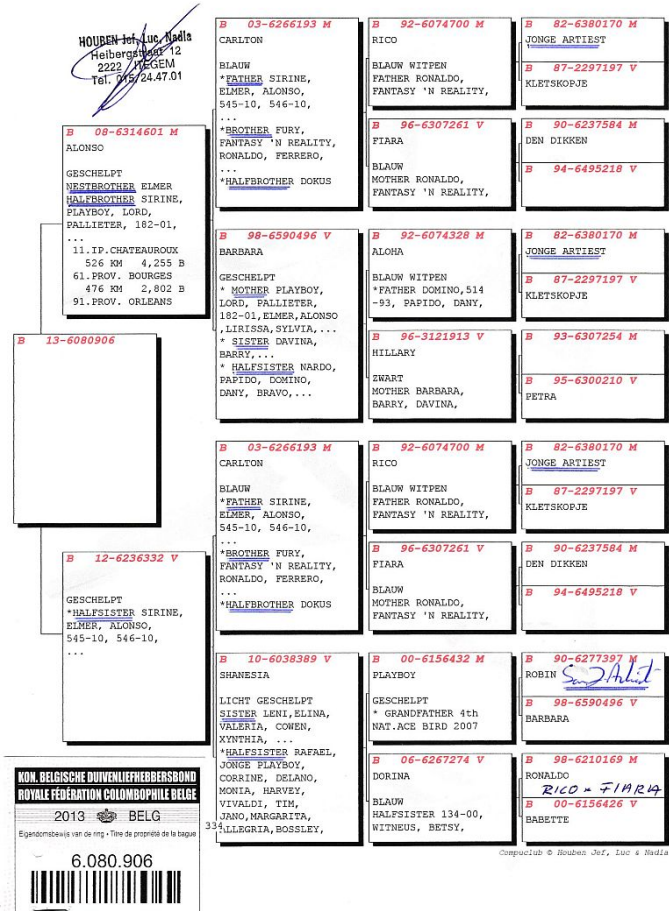 HOUBEN Jef, Luc, Nadia
Heibergstraat 12
2222 ITEGEM
Tel. 015/24.47.01
B 13-6080906
B 08-6314601 M
ALONSO
GESCHELPT
NESTBROTHER ELMER
HALFBROTHER SIRINE,
PLAYBOY, LORD,
PALLIETER, 182-01,
...
11.IP.CHATEAUROUX
526 KM 4,255 B
61.PROV. BOURGES
476 KM 2,802 B
91.PROV. ORLEANS
B 12-6236332 V
GESCHELPT
*HALFSISTER SIRINE,
ELMER, ALONSO,
545-10, 546-10,
...
B 03-6266193 M
CARLTON
BLAUW
*FATHER SIRINE,
ELMER, ALONSO,
545-10, 546-10,
...
*BROTHER FURY,
FANTASY 'N REALITY,
RONALDO, FERRERO,
...
*HALFBROTHER DOKUS
B 98-6590496 V
BARBARA
GESCHELPT
* MOTHER PLAYBOY,
LORD, PALLIETER,
182-01,ELMER,ALONSO
,LIRISSA,SYLVIA,...
* SISTER DAVINA,
BARRY,...
* HALFSISTER NARDO,
PAPIDO, DOMINO,
DANY, BRAVO,...
B 03-6266193 M
CARLTON
BLAUW
*FATHER SIRINE,
ELMER, ALONSO,
545-10, 546-10,
...
*BROTHER FURY,
FANTASY 'N REALITY,
RONALDO, FERRERO,
...
*HALFBROTHER DOKUS
B 10-6038389 V
SHANESIA
LICHT GESCHELPT
SISTER LENI,ELINA,
VALERIA, COWEN,
XYNTHIA, ...
*HALFSISTER RAFAEL,
JONGE PLAYBOY,
CORRINE, DELANO,
MONIA, HARVEY,
VIVALDI, TIM,
JANO,MARGARITA,
334 ALLEGRIA,BOSSLEY,
B 92-6074700 M
RICO
BLAUW WITPEN
FATHER RONALDO,
FANTASY 'N REALITY,
B 96-6307261 V
FIARA
BLAUW
MOTHER RONALDO,
FANTASY 'N REALITY,
B 92-6074328 M
ALOHA
BLAUW WITPEN
*FATHER DOMINO,514
-93, PAPIDO, DANY,
B 96-3121913 V
HILLARY
ZWART
MOTHER BARBARA,
BARRY, DAVINA,
B 92-6074700 M
RICO
BLAUW WITPEN
FATHER RONALDO,
FANTASY 'N REALITY,
B 96-6307261 V
FIARA
BLAUW
MOTHER RONALDO,
FANTASY 'N REALITY,
B 00-6156432 M
PLAYBOY
GESCHELPT
* GRANDFATHER 4th
NAT.ACE BIRD 2007
B 06-6267274 V
DORINA
BLAUW
HALFSISTER 134-00,
WITNEUS, BETSY,
B 82-6380170 M
JONGE ARTIEST
B 87-2297197 V
KLETSKOPJE
B 90-6237584 M
DEN DIKKEN
B 94-6495218 V
B 82-6380170 M
JONGE ARTIEST
B 87-2297197 V
KLETSKOPJE
B 93-6307254 M
B 95-6300210 V
PETRA
B 82-6380170 M
JONGE ARTIEST
B 87-2297197 V
KLETSKOPJE
B 90-6237584 M
DEN DIKKEN
B 94-6495218 V
B 90-6277397 M
ROBIN
B 98-6590496 V
BARBARA
B 98-6210169 M
RONALDO
RICO × FIARA
B 00-6156426 V
BABETTE
Compuclub © Houben Jef, Luc & Nadia
KON. BELGISCHE DUIVENLIEFHEBBERSBOND
ROYALE FÉDÉRATION COLOMBOPHILE BELGE
2013 BELG
Eigendomsbewijs van de ring • Titre de propriété de la bague
6.080.906